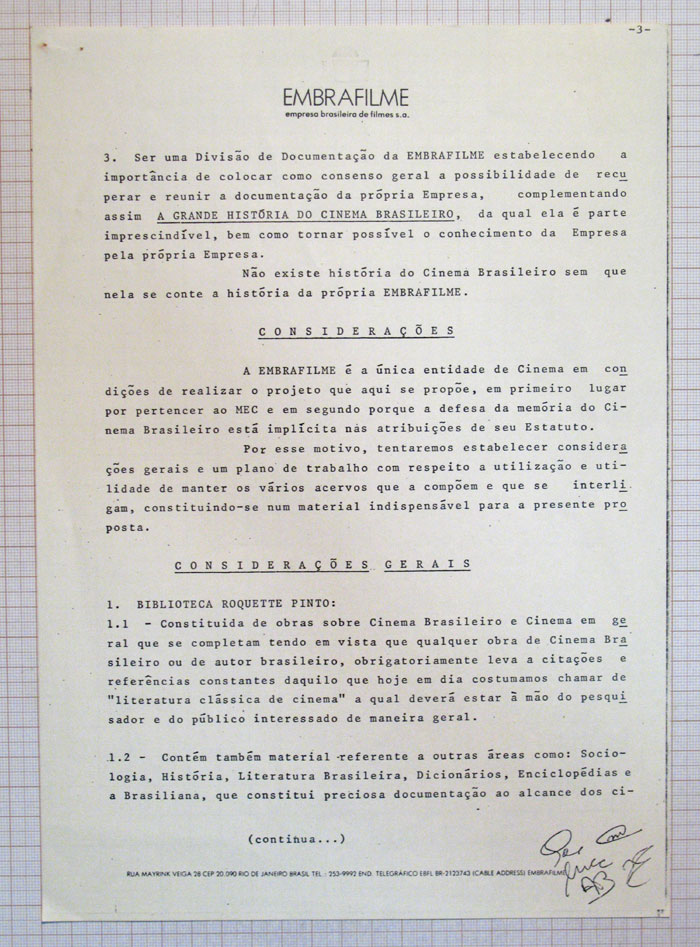 -3-
EMBRAFILME
empresa brasileira de filmes s.a.
3. Ser uma Divisão de Documentação da EMBRAFILME estabelecendo a
importância de colocar como consenso geral a possibilidade de recu
perar e reunir a documentação da própria Empresa, complementando
assim A GRANDE HISTÓRIA DO CINEMA BRASILEIRO, da qual ela é parte
imprescindível, bem como tornar possível o conhecimento da Empresa
pela própria Empresa.
Não existe história do Cinema Brasileiro sem que
nela se conte a história da própria EMBRAFILME.
C O N S I D E R A Ç Õ E S
A EMBRAFILME é a única entidade de Cinema em con
dições de realizar o projeto que aqui se propõe, em primeiro lugar
por pertencer ao MEC e em segundo porque a defesa da memória do Ci-
nema Brasileiro está implícita nas atribuições de seu Estatuto.
Por esse motivo, tentaremos estabelecer considera
ções gerais e um plano de trabalho com respeito a utilização e uti-
lidade de manter os vários acervos que a compõem e que se interli
gam, constituindo-se num material indispensável para a presente pro
posta.
C O N S I D E R A Ç Õ E S G E R A I S
1. BIBLIOTECA ROQUETTE PINTO:
1.1 - Constituida de obras sobre Cinema Brasileiro e Cinema em ge
ral que se completam tendo em vista que qualquer obra de Cinema Bra
sileiro ou de autor brasileiro, obrigatoriamente leva a citações e
referências constantes daquilo que hoje em dia costumamos chamar de
"literatura clássica de cinema" a qual deverá estar à mão do pesqui
sador e do público interessado de maneira geral.
1.2 - Contém também material referente a outras áreas como: Socio-
logia, História, Literatura Brasileira, Dicionários, Enciclopédias e
a Brasiliana, que constitui preciosa documentação ao alcance dos ci-
(continua...)
RUA MAYRINK VEIGA 28 CEP 20.090 RIO DE JANEIRO BRASIL TEL.: 253-9992 END. TELEGRÁFICO EBFL BR-2123743 (CABLE ADDRESS) EMBRAFILME